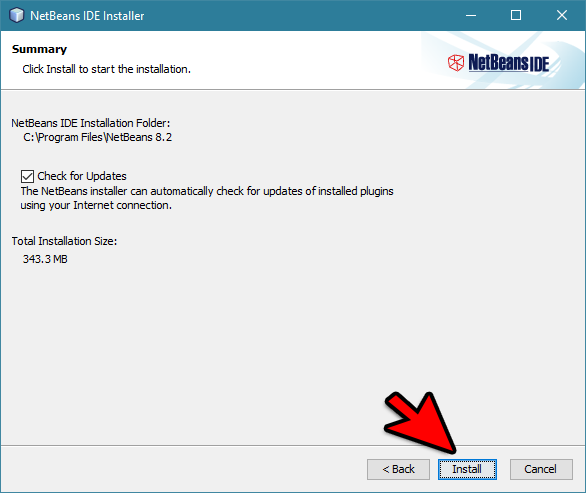 NetBeans IDE Installer
Summary
Click Install to start the installation.
NetBeans IDE
NetBeans IDE Installation Folder:
C:\Program Files\NetBeans 8.2
Check for Updates
The NetBeans installer can automatically check for updates of installed plugins
using your Internet connection.
Total Installation Size:
343.3 MB
< Back
Install
Cancel